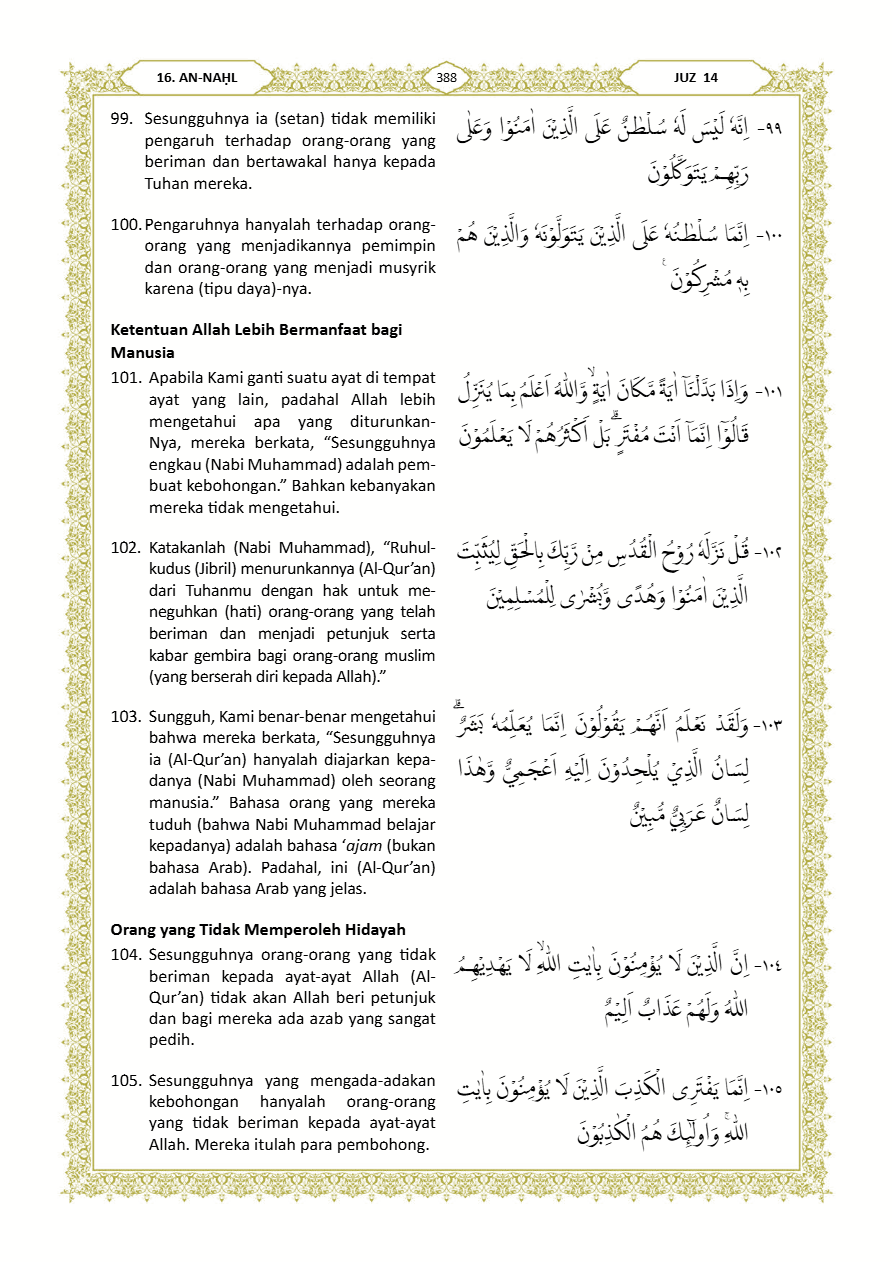 16. AN-NAḤL
388
JUZ 14
99. Sesungguhnya ia (setan) tidak memiliki
pengaruh terhadap orang-orang yang
beriman dan bertawakal hanya kepada
Tuhan mereka.
٩٩- اِنَّهٗ لَيْسَ لَهٗ سُلْطٰنٌ عَلَى الَّذِيْنَ اٰمَنُوْا وَعَلٰى
رَبِّهِمْ يَتَوَكَّلُوْنَ
100. Pengaruhnya hanyalah terhadap orang-
orang yang menjadikannya pemimpin
dan orang-orang yang menjadi musyrik
karena (tipu daya)-nya.
١٠٠- اِنَّمَا سُلْطٰنُهٗ عَلَى الَّذِيْنَ يَتَوَلَّوْنَهٗ وَالَّذِيْنَ هُمْ
بِهٖ مُشْرِكُوْنَ ࣖ
Ketentuan Allah Lebih Bermanfaat bagi
Manusia
101. Apabila Kami ganti suatu ayat di tempat
ayat yang lain, padahal Allah lebih
mengetahui apa yang diturunkan-
Nya, mereka berkata, “Sesungguhnya
engkau (Nabi Muhammad) adalah pem-
buat kebohongan.” Bahkan kebanyakan
mereka tidak mengetahui.
١٠١- وَاِذَا بَدَّلْنَآ اٰيَةً مَّكَانَ اٰيَةٍۙ وَّاللّٰهُ اَعْلَمُ بِمَا يُنَزِّلُ
قَالُوْٓا اِنَّمَآ اَنْتَ مُفْتَرٍۗ بَلْ اَكْثَرُهُمْ لَا يَعْلَمُوْنَ
102. Katakanlah (Nabi Muhammad), “Ruhul-
kudus (Jibril) menurunkannya (Al-Qur’an)
dari Tuhanmu dengan hak untuk me-
neguhkan (hati) orang-orang yang telah
beriman dan menjadi petunjuk serta
kabar gembira bagi orang-orang muslim
(yang berserah diri kepada Allah).”
١٠٢- قُلْ نَزَّلَهٗ رُوْحُ الْقُدُسِ مِنْ رَّبِّكَ بِالْحَقِّ لِيُثَبِّتَ
الَّذِيْنَ اٰمَنُوْا وَهُدًى وَّبُشْرٰى لِلْمُسْلِمِيْنَ
103. Sungguh, Kami benar-benar mengetahui
bahwa mereka berkata, “Sesungguhnya
ia (Al-Qur’an) hanyalah diajarkan kepa-
danya (Nabi Muhammad) oleh seorang
manusia.” Bahasa orang yang mereka
tuduh (bahwa Nabi Muhammad belajar
kepadanya) adalah bahasa ‘ajam (bukan
bahasa Arab). Padahal, ini (Al-Qur’an)
adalah bahasa Arab yang jelas.
١٠٣- وَلَقَدْ نَعْلَمُ اَنَّهُمْ يَقُوْلُوْنَ اِنَّمَا يُعَلِّمُهٗ بَشَرٌۗ
لِسَانُ الَّذِيْ يُلْحِدُوْنَ اِلَيْهِ اَعْجَمِيٌّ وَّهٰذَا
لِسَانٌ عَرَبِيٌّ مُّبِيْنٌ
Orang yang Tidak Memperoleh Hidayah
104. Sesungguhnya orang-orang yang tidak
beriman kepada ayat-ayat Allah (Al-
Qur’an) tidak akan Allah beri petunjuk
dan bagi mereka ada azab yang sangat
pedih.
١٠٤- اِنَّ الَّذِيْنَ لَا يُؤْمِنُوْنَ بِاٰيٰتِ اللّٰهِۙ لَا يَهْدِيْهِمُ
اللّٰهُ وَلَهُمْ عَذَابٌ اَلِيْمٌ
105. Sesungguhnya yang mengada-adakan
kebohongan hanyalah orang-orang
yang tidak beriman kepada ayat-ayat
Allah. Mereka itulah para pembohong.
١٠٥- اِنَّمَا يَفْتَرِى الْكَذِبَ الَّذِيْنَ لَا يُؤْمِنُوْنَ بِاٰيٰتِ
اللّٰهِۚ وَاُولٰۤىِٕكَ هُمُ الْكٰذِبُوْنَ